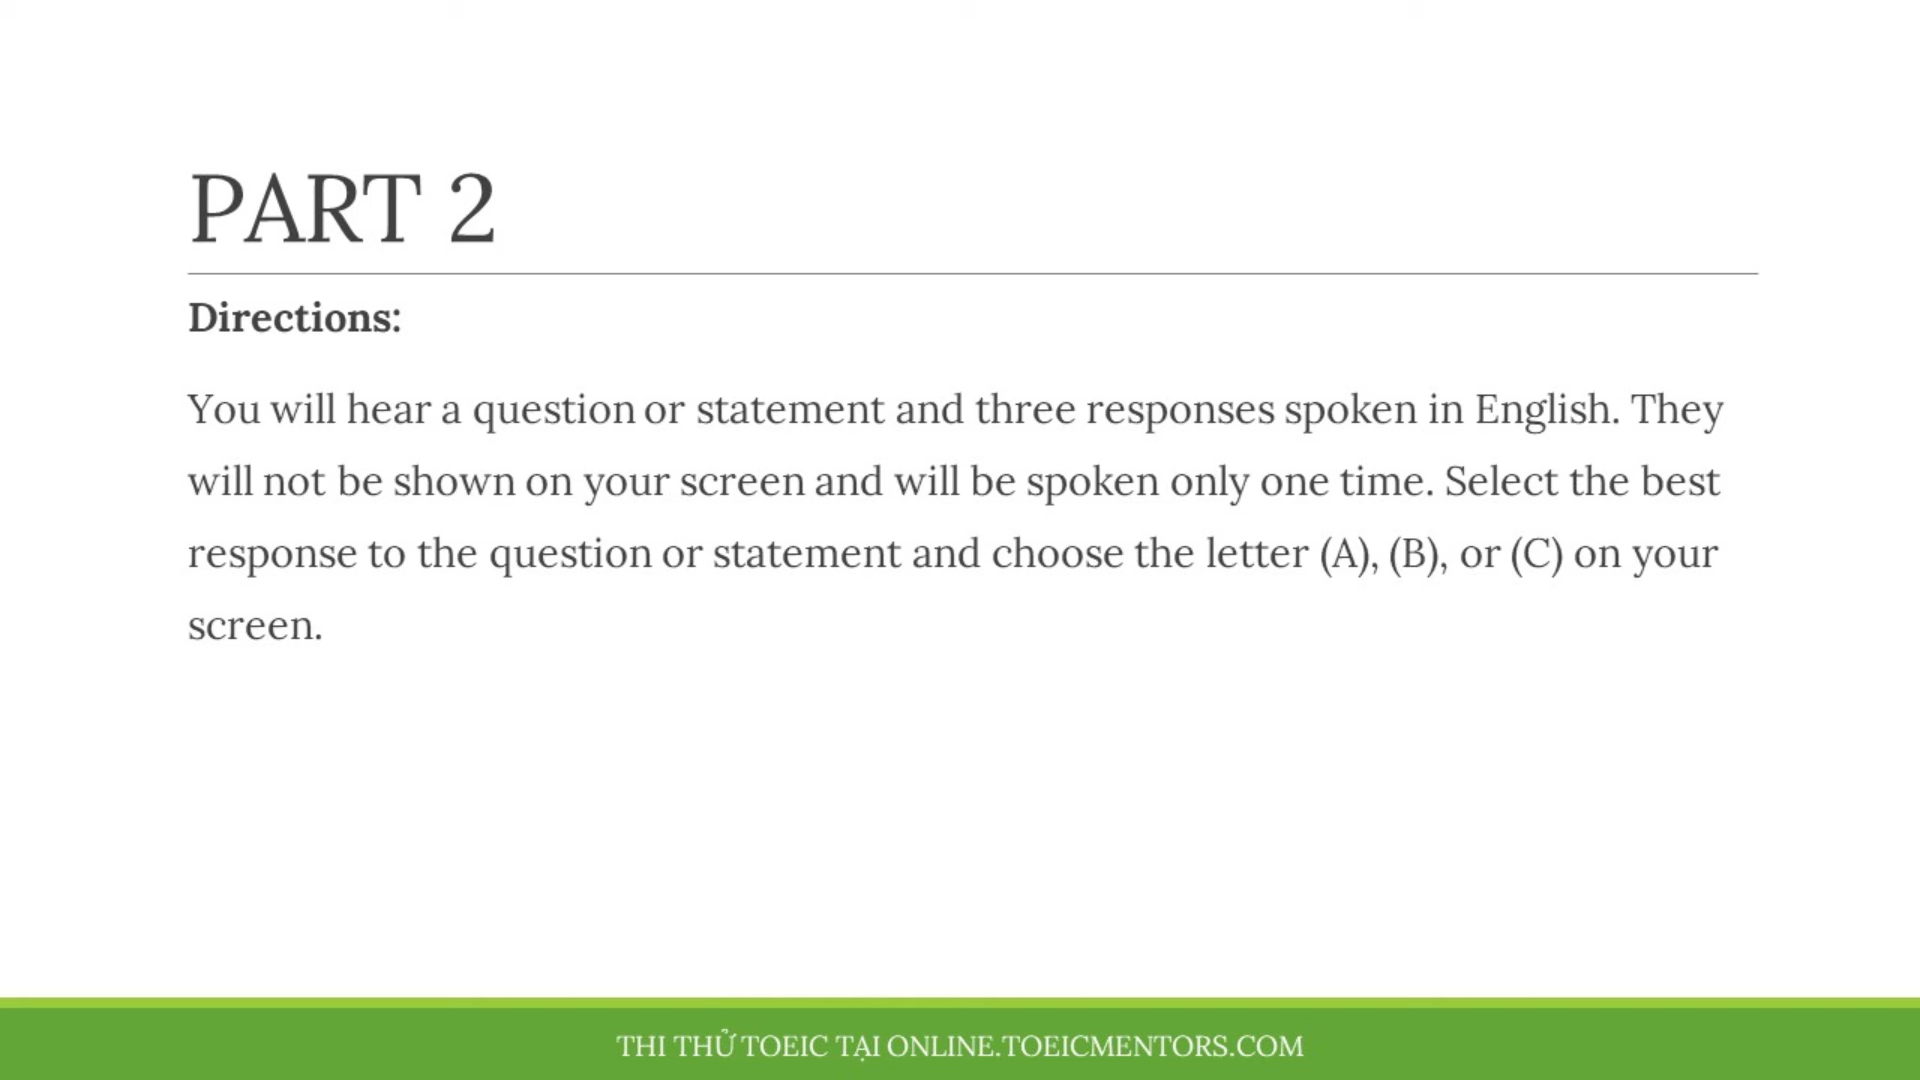 PART 2
Directions:
You will hear a question or statement and three responses spoken in English. They
will not be shown on your screen and will be spoken only one time. Select the best
response to the question or statement and choose the letter (A), (B), or (C) on your
screen.
THI THỬ TOEIC TẠI ONLINE.TOEICMENTORS.COM